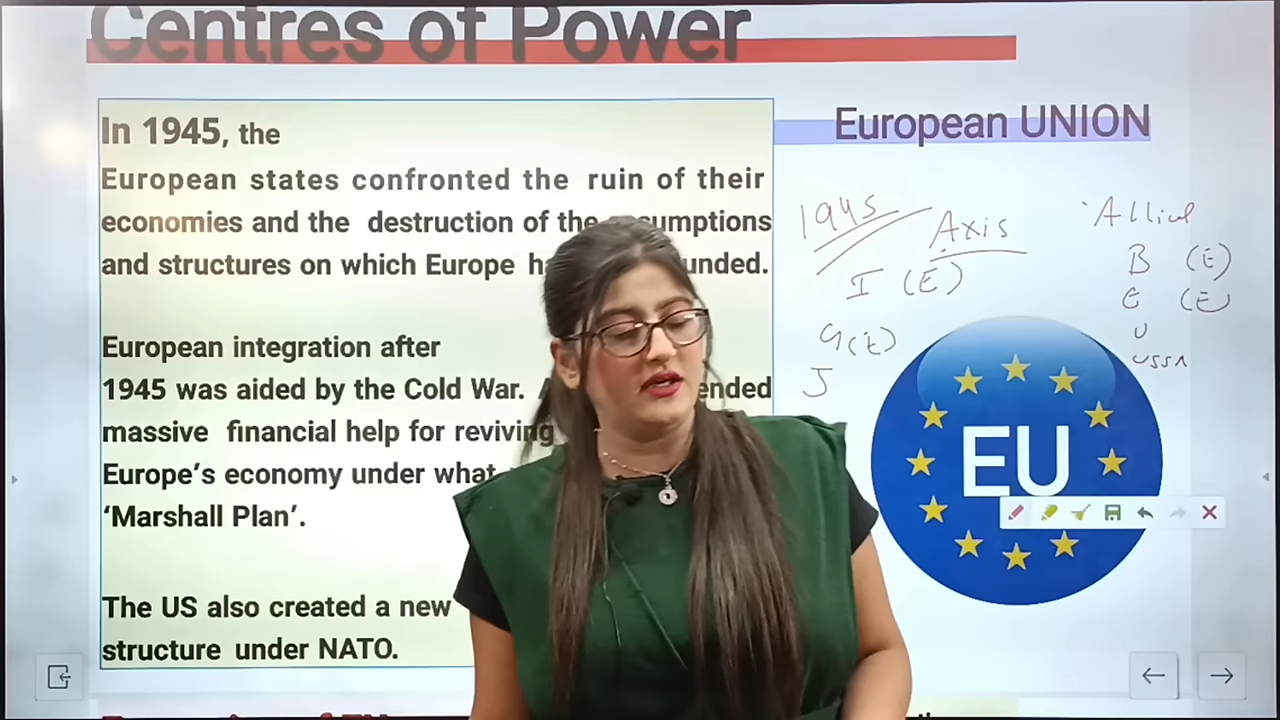 Centres of Power
In 1945, the
European states confronted the ruin of their
economies and the destruction of the
and structures on which Europe
European integration after
1945 was aided by the Cold War.
massive financial help for reviving
Europe's economy under what
'Marshall Plan'.
The US also created a new
structure under NATO.
European UNION
1945
Axis
I (E)
G(E)
J
Allied
B (E)
(E)
U
USSR
EU